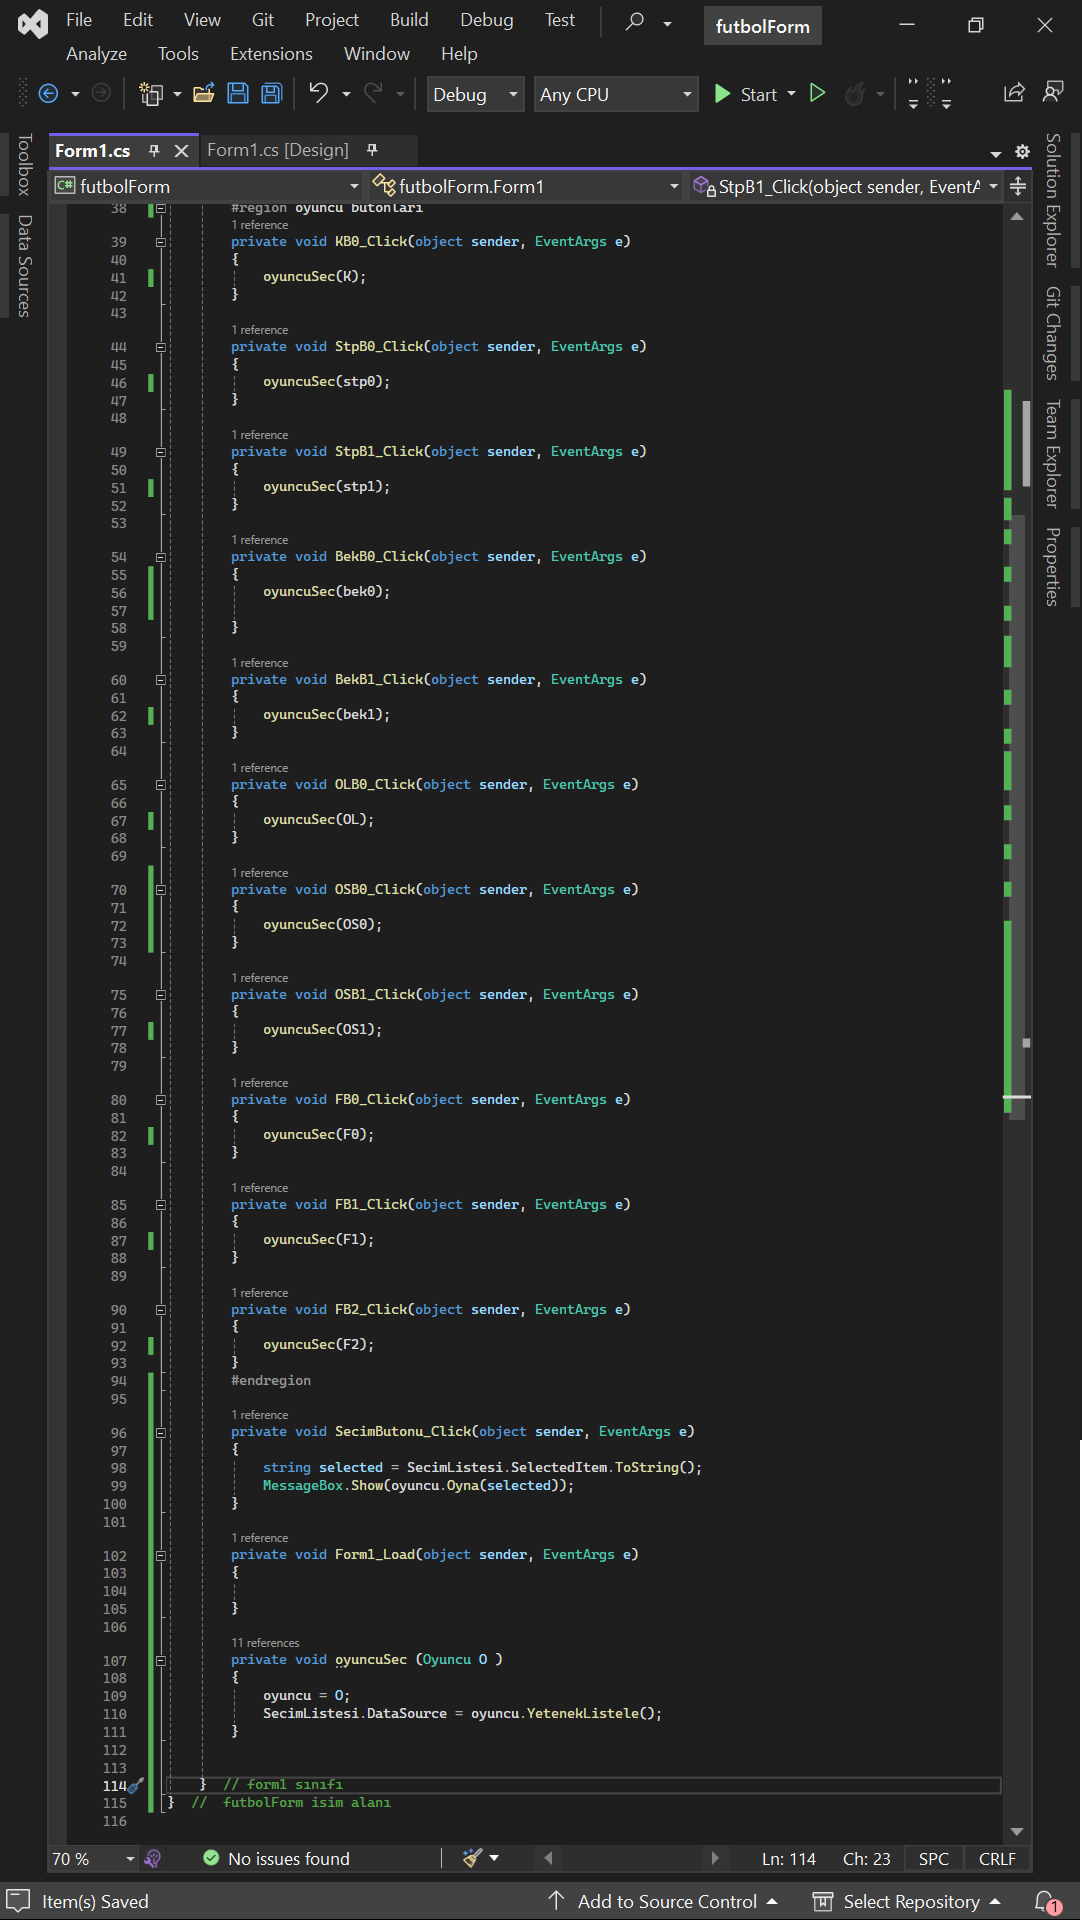 File Edit View Git Project Build Debug Test futbolForm
Analyze Tools Extensions Window Help
Debug Any CPU Start
Toolbox
Data Sources
Form1.cs Form1.cs [Design]
C# futbolForm futbolForm.Form1 StpB1_Click(object sender, EventA
38 #region oyuncu butonları
1 reference
39 private void KB0_Click(object sender, EventArgs e)
40 {
41 oyuncuSec(K);
42 }
43
1 reference
44 private void StpB0_Click(object sender, EventArgs e)
45 {
46 oyuncuSec(stp0);
47 }
48
1 reference
49 private void StpB1_Click(object sender, EventArgs e)
50 {
51 oyuncuSec(stp1);
52 }
53
1 reference
54 private void BekB0_Click(object sender, EventArgs e)
55 {
56 oyuncuSec(bek0);
57
58 }
59
1 reference
60 private void BekB1_Click(object sender, EventArgs e)
61 {
62 oyuncuSec(bek1);
63 }
64
1 reference
65 private void OLB0_Click(object sender, EventArgs e)
66 {
67 oyuncuSec(OL);
68 }
69
1 reference
70 private void OSB0_Click(object sender, EventArgs e)
71 {
72 oyuncuSec(OS0);
73 }
74
1 reference
75 private void OSB1_Click(object sender, EventArgs e)
76 {
77 oyuncuSec(OS1);
78 }
79
1 reference
80 private void FB0_Click(object sender, EventArgs e)
81 {
82 oyuncuSec(F0);
83 }
84
1 reference
85 private void FB1_Click(object sender, EventArgs e)
86 {
87 oyuncuSec(F1);
88 }
89
1 reference
90 private void FB2_Click(object sender, EventArgs e)
91 {
92 oyuncuSec(F2);
93 }
94 #endregion
95
1 reference
96 private void SecimButonu_Click(object sender, EventArgs e)
97 {
98 string selected = SecimListesi.SelectedItem.ToString();
99 MessageBox.Show(oyuncu.Oyna(selected));
100 }
101
1 reference
102 private void Form1_Load(object sender, EventArgs e)
103 {
104
105 }
106
11 references
107 private void oyuncuSec (Oyuncu O )
108 {
109 oyuncu = O;
110 SecimListesi.DataSource = oyuncu.YetenekListele();
111 }
112
113
114 } // form1 sınıfı
115 } // futbolForm isim alanı
116
Solution Explorer
Git Changes
Team Explorer
Properties
70 % No issues found Ln: 114 Ch: 23 SPC CRLF
Item(s) Saved Add to Source Control Select Repository 1